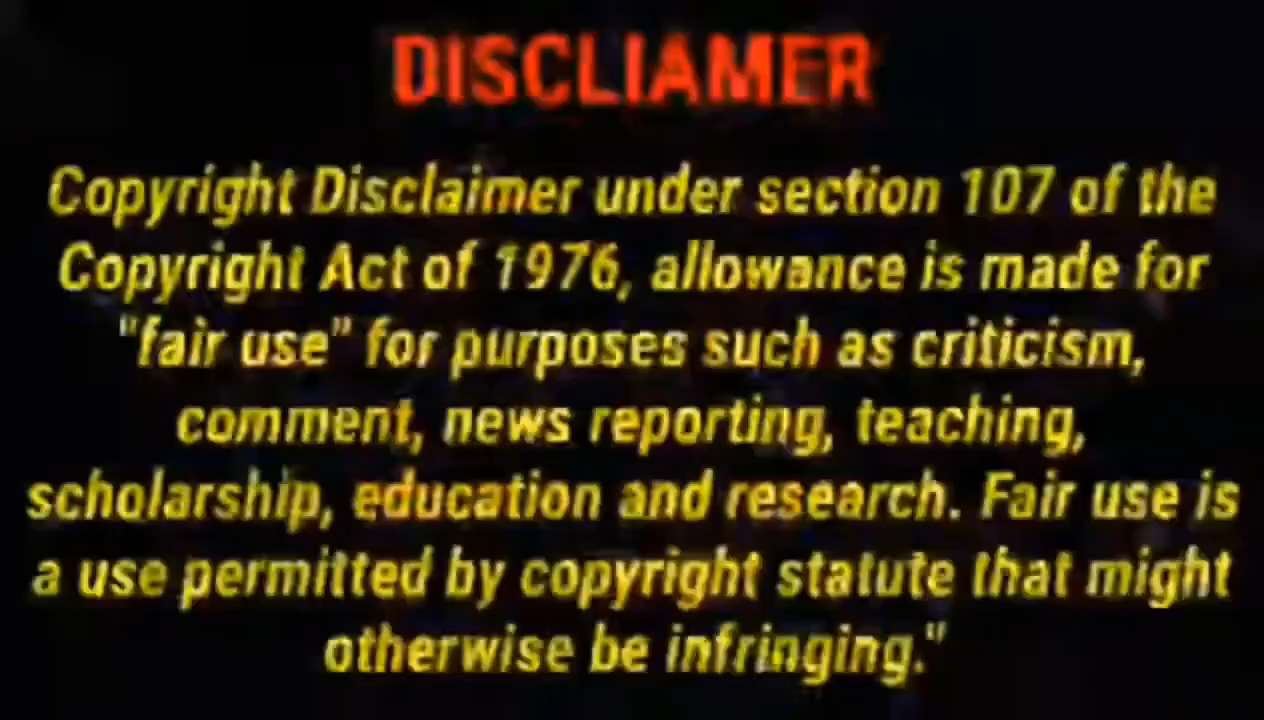 DISCLIAMER
Copyright Disclaimer under section 107 of the
Copyright Act of 1976, allowance is made for
"fair use" for purposes such as criticism,
comment, news reporting, teaching,
scholarship, education and research. Fair use is
a use permitted by copyright statute that might
otherwise be infringing."